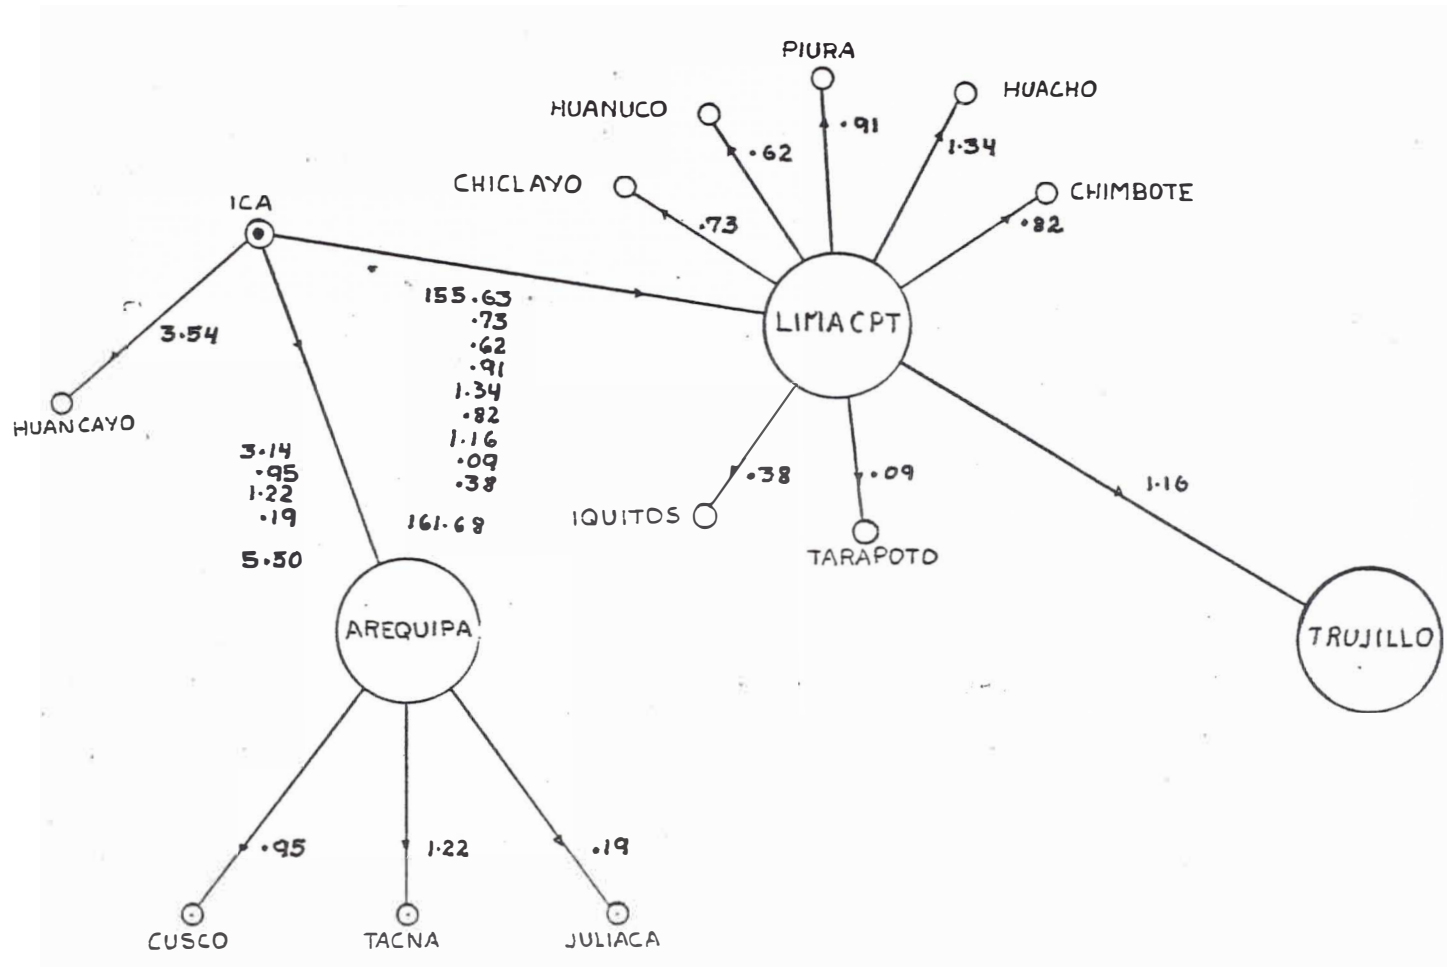 PIURA
HUACHO
HUANUCO
.91
1.34
.62
CHICLAYO
CHIMBOTE
ICA
.73
.82
155.63
.73
.62
.91
1.34
.82
1.16
.09
.38
161.68
LIMA CPT
3.54
HUANCAYO
3.14
.95
1.22
.19
5.50
.38
.09
1.16
IQUITOS
TARAPOTO
AREQUIPA
TRUJILLO
.95
1.22
.19
CUSCO
TACNA
JULIACA